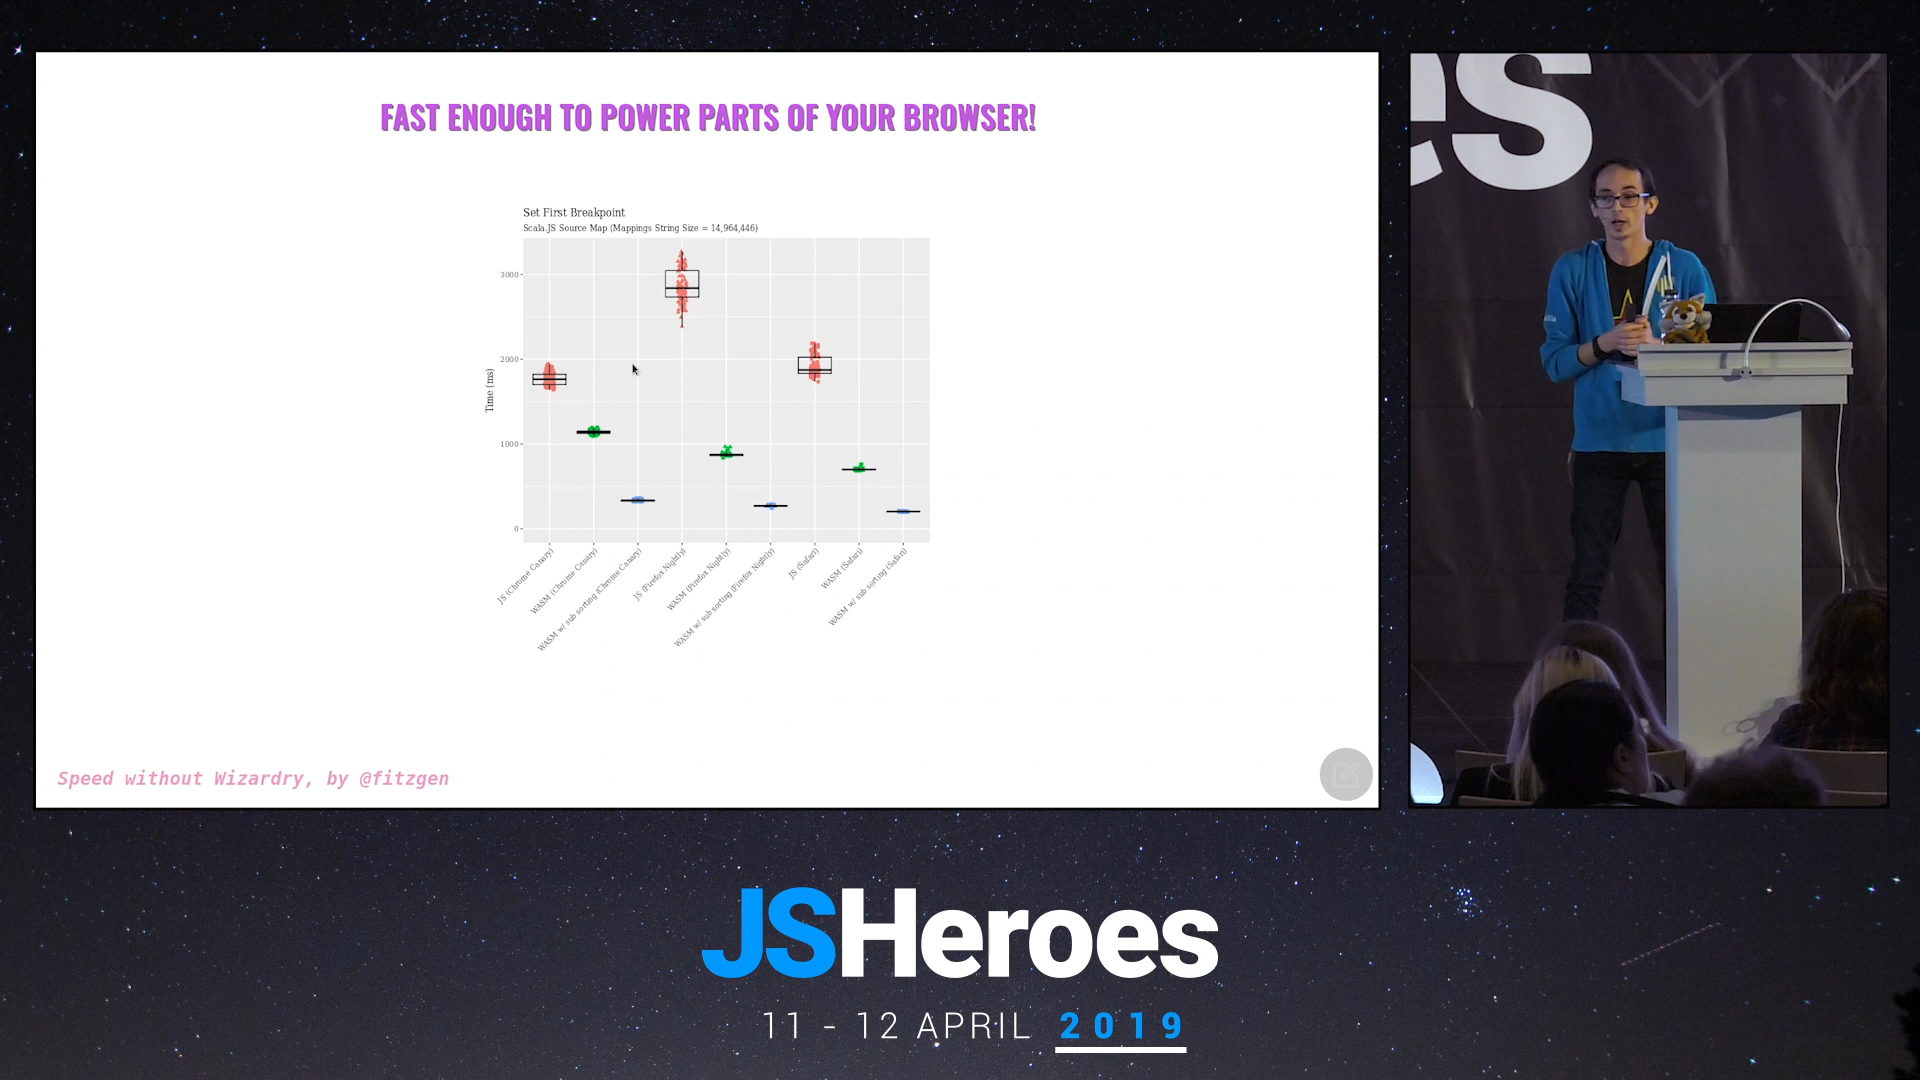 FAST ENOUGH TO POWER PARTS OF YOUR BROWSER!
Set First Breakpoint
Scala.JS Source Map (Mappings String Size = 14,964,446)
Time (ms)
3000
2000
1000
0
JS (Chrome Canary)
WASM (Chrome Canary)
WASM w/ sub sorting (Chrome Canary)
JS (Firefox Nightly)
WASM (Firefox Nightly)
WASM w/ sub sorting (Firefox Nightly)
JS (Safari)
WASM (Safari)
WASM w/ sub sorting (Safari)
Speed without Wizardry, by @fitzgen
es
JSHeroes
11 - 12 APRIL 2019